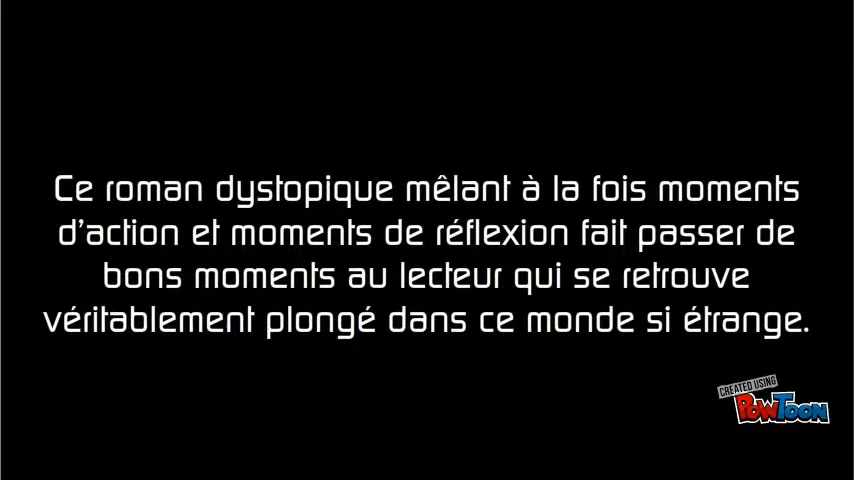 Ce roman dystopique mêlant à la fois moments
d'action et moments de réflexion fait passer de
bons moments au lecteur qui se retrouve
véritablement plongé dans ce monde si étrange.
CREATED USING
POWTOON